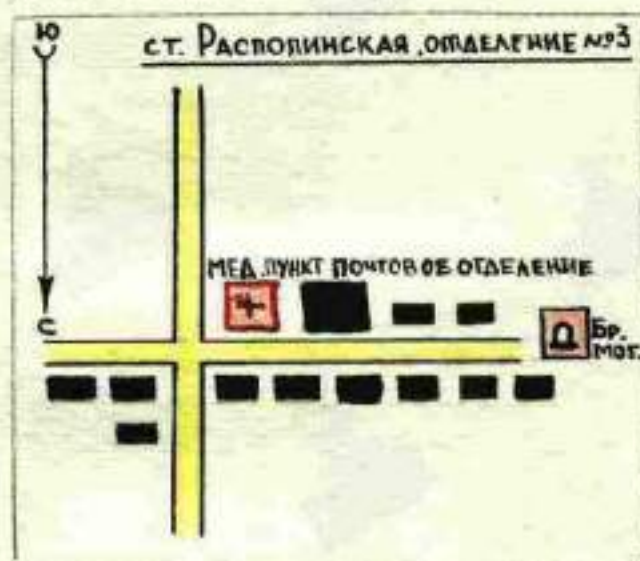 Ю
ст. Распопинская, отделение №3
МЕД. ПУНКТ ПОЧТОВОЕ ОТДЕЛЕНИЕ
С
БР.
МОГ.